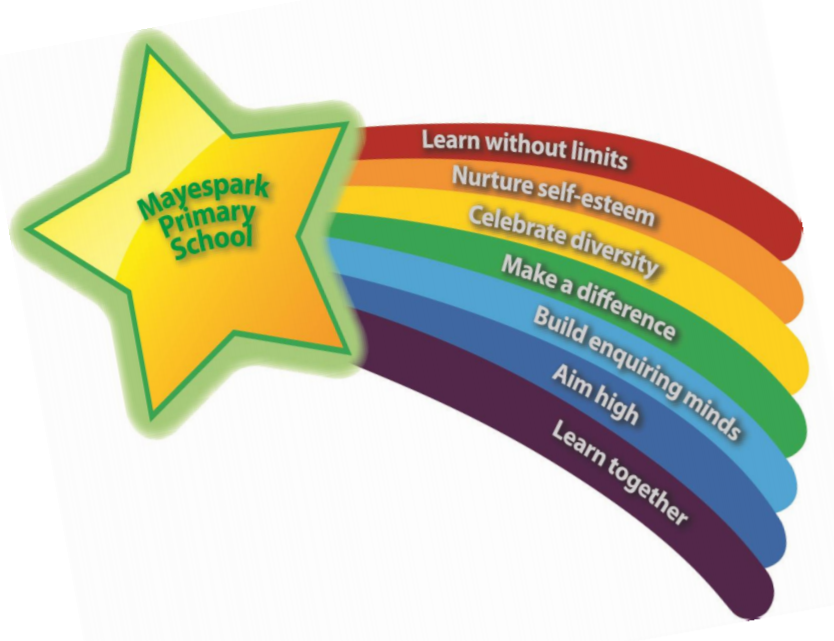 Mayespark
Primary
School
Learn without limits
Nurture self-esteem
Celebrate diversity
Make a difference
Build enquiring minds
Aim high
Learn together